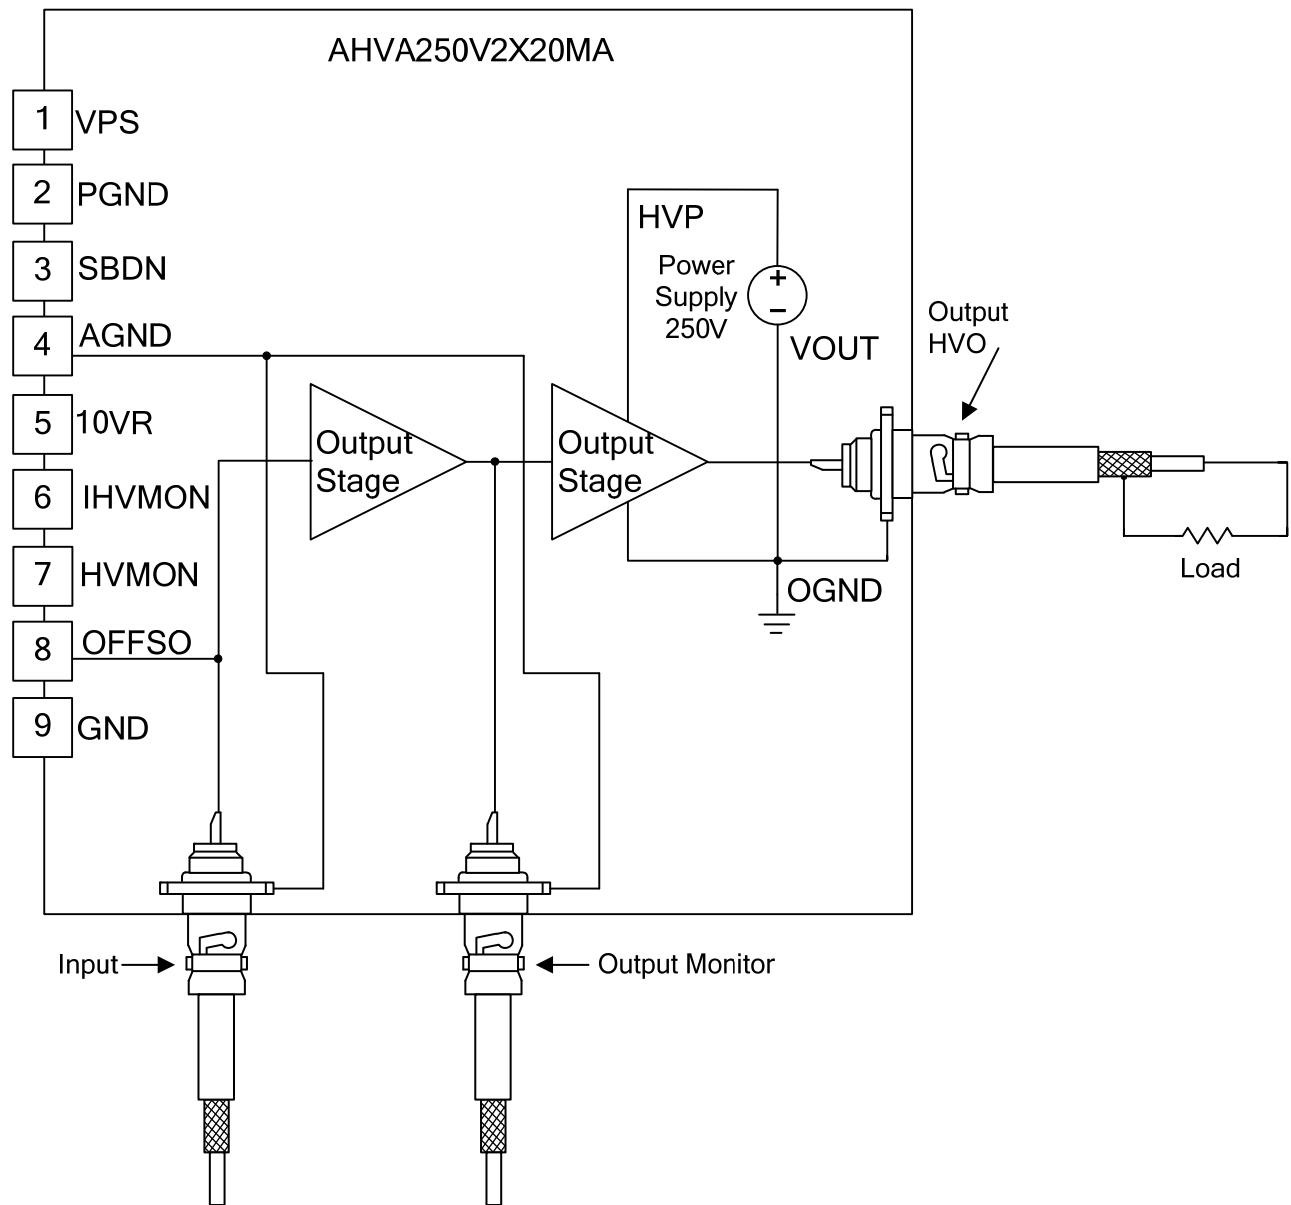 AHVA250V2X20MA
1 VPS
2 PGND
3 SBDN
4 AGND
5 10VR
6 IHVMON
7 HVMON
8 OFFSO
9 GND
HVP
Power
Supply
250V
+
−
VOUT
Output
HVO
Output
Stage
Output
Stage
OGND
Load
Input
Output Monitor